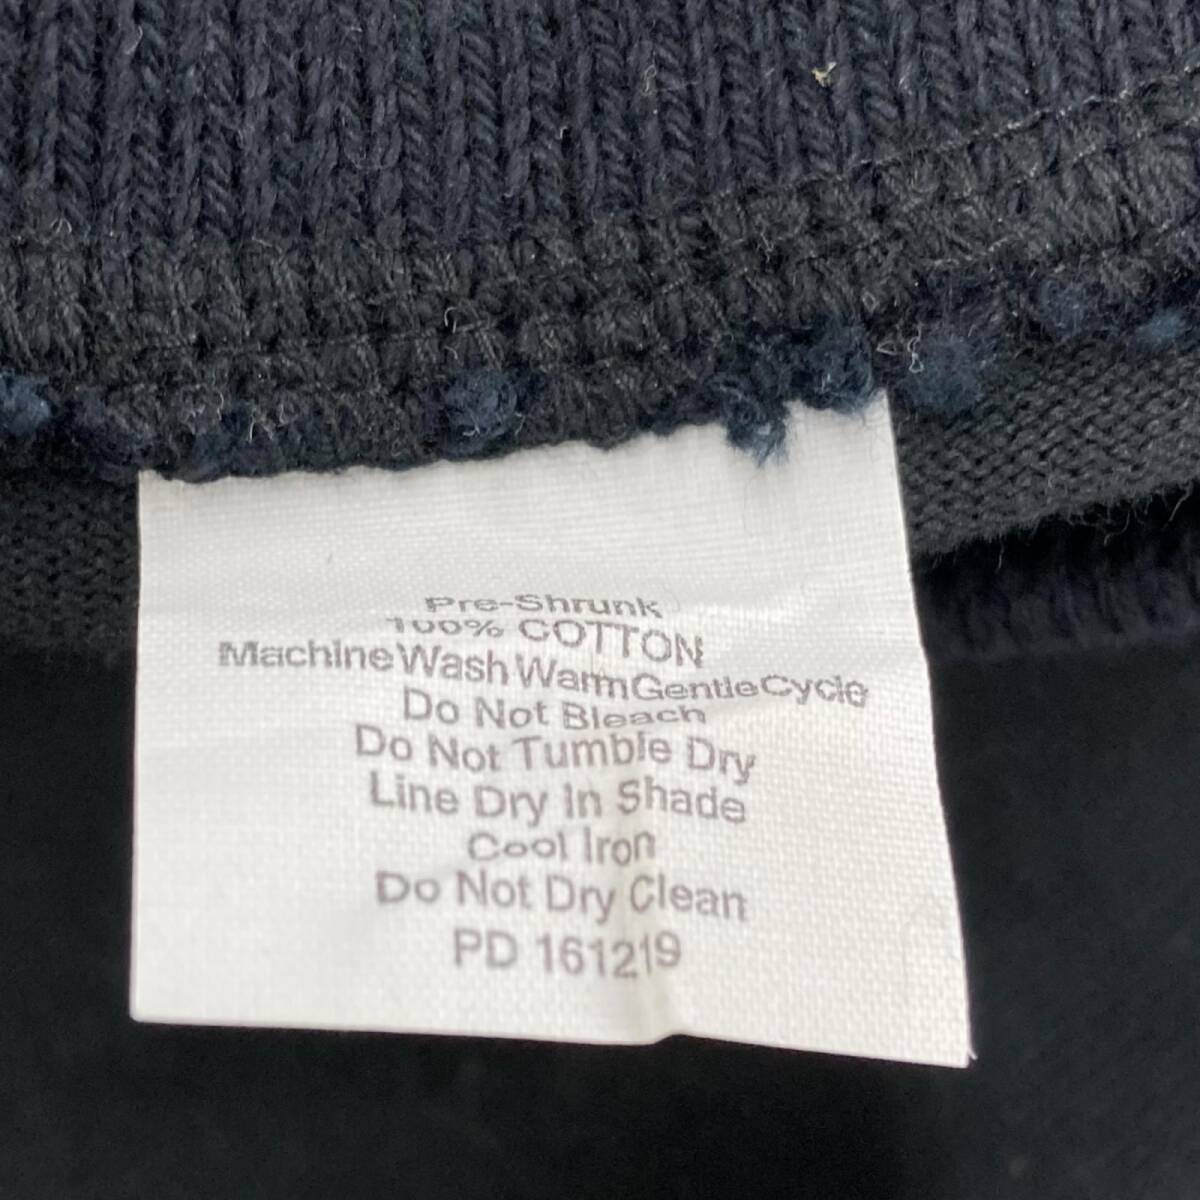 Pre-Shrunk
100% COTTON
Machine Wash Warm Gentle Cycle
Do Not Bleach
Do Not Tumble Dry
Line Dry In Shade
Cool Iron
Do Not Dry Clean
PD 161219